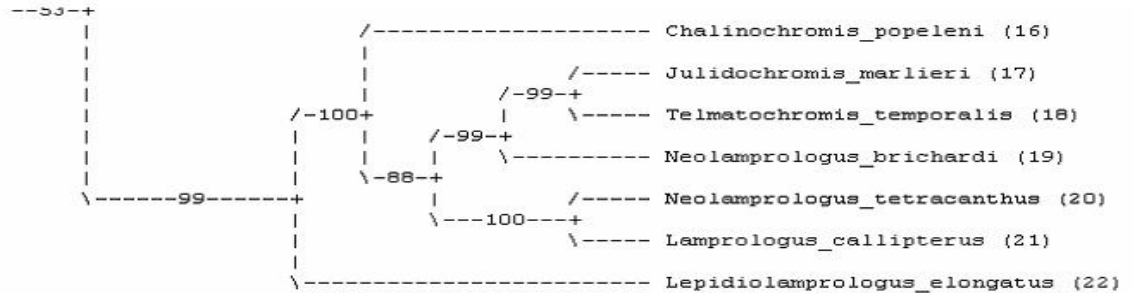 --53-+
/-------------------- Chalinochromis_popeleni (16)
/----- Julidochromis_marlieri (17)
/-99-+
/-100+ \----- Telmatochromis_temporalis (18)
/-99-+
\---------- Neolamprologus_brichardi (19)
\-88-+
\------99-------+ /----- Neolamprologus_tetracanthus (20)
\---100---+
\----- Lamprologus_callipterus (21)
\-------------------------- Lepidiolamprologus_elongatus (22)